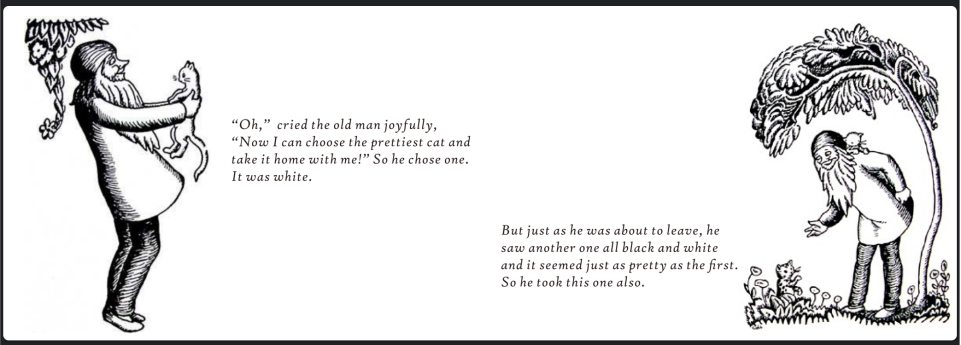 “Oh,” cried the old man joyfully,
“Now I can choose the prettiest cat and
take it home with me!” So he chose one.
It was white.
But just as he was about to leave, he
saw another one all black and white
and it seemed just as pretty as the first.
So he took this one also.